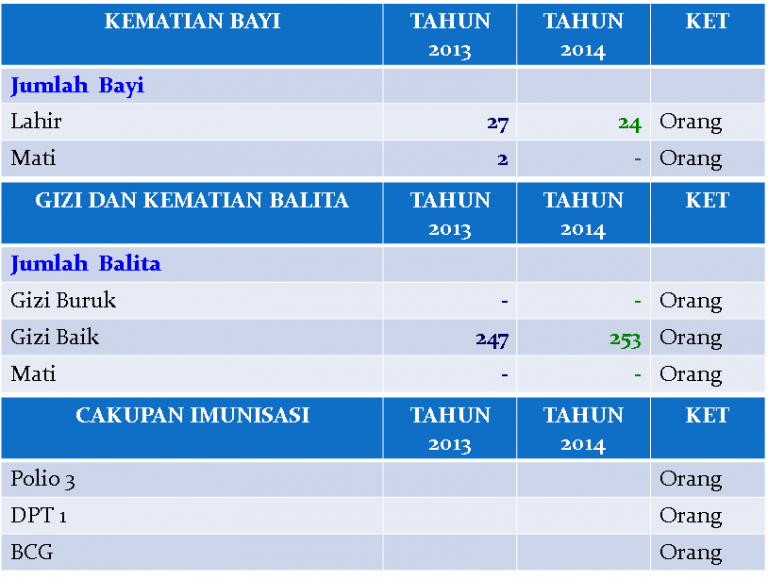 KEMATIAN BAYI TAHUN 2013 TAHUN 2014 KET
Jumlah Bayi
Lahir 27 24 Orang
Mati 2 - Orang
GIZI DAN KEMATIAN BALITA TAHUN 2013 TAHUN 2014 KET
Jumlah Balita
Gizi Buruk - - Orang
Gizi Baik 247 253 Orang
Mati - - Orang
CAKUPAN IMUNISASI TAHUN 2013 TAHUN 2014 KET
Polio 3 Orang
DPT 1 Orang
BCG Orang